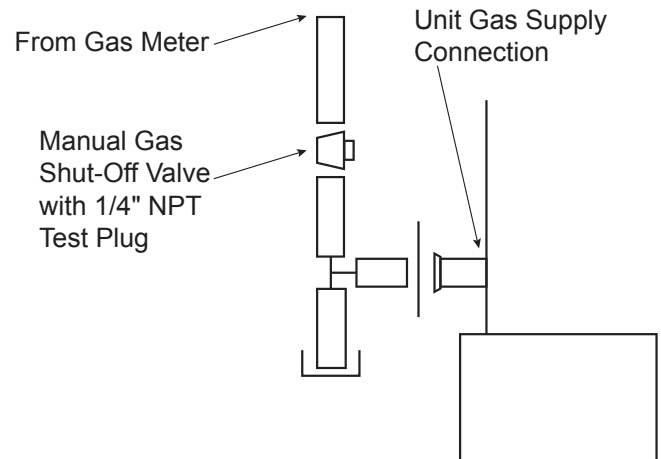 From Gas Meter
Unit Gas Supply
Connection
Manual Gas
Shut-Off Valve
with 1/4" NPT
Test Plug